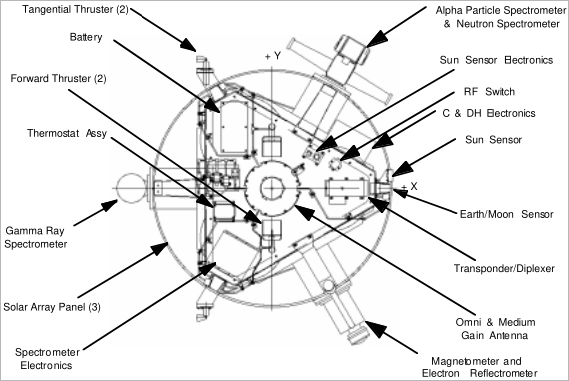 Tangential Thruster (2)
Battery
Forward Thruster (2)
Thermostat Assy
Gamma Ray
Spectrometer
Solar Array Panel (3)
Spectrometer
Electronics
+ Y
+ X
Alpha Particle Spectrometer
& Neutron Spectrometer
Sun Sensor Electronics
RF Switch
C & DH Electronics
Sun Sensor
Earth/Moon Sensor
Transponder/Diplexer
Omni & Medium
Gain Antenna
Magnetometer and
Electron Reflectrometer